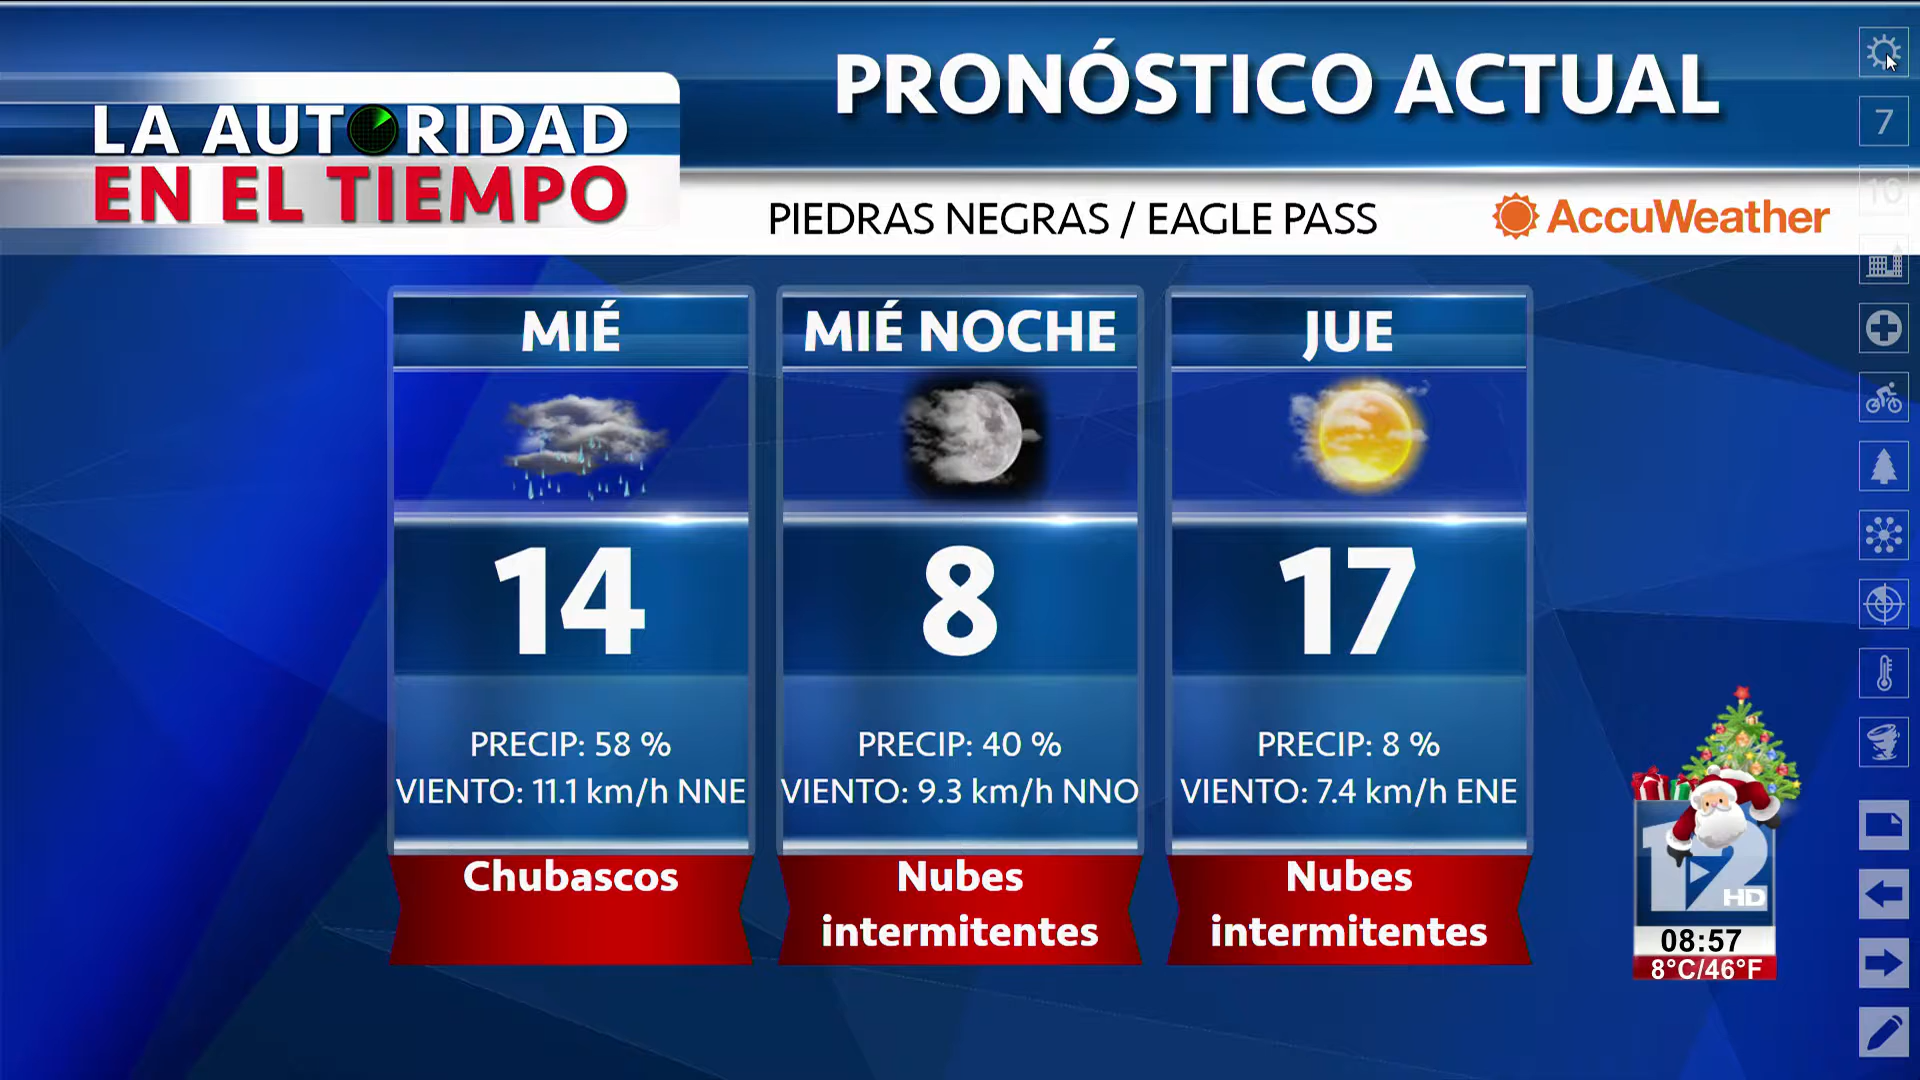 LA AUTORIDAD
EN EL TIEMPO
PRONÓSTICO ACTUAL
PIEDRAS NEGRAS / EAGLE PASS
AccuWeather
7
10
MIÉ
14
PRECIP: 58 %
VIENTO: 11.1 km/h NNE
Chubascos
MIÉ NOCHE
8
PRECIP: 40 %
VIENTO: 9.3 km/h NNO
Nubes
intermitentes
JUE
17
PRECIP: 8 %
VIENTO: 7.4 km/h ENE
Nubes
intermitentes
12
HD
08:57
8°C/46°F